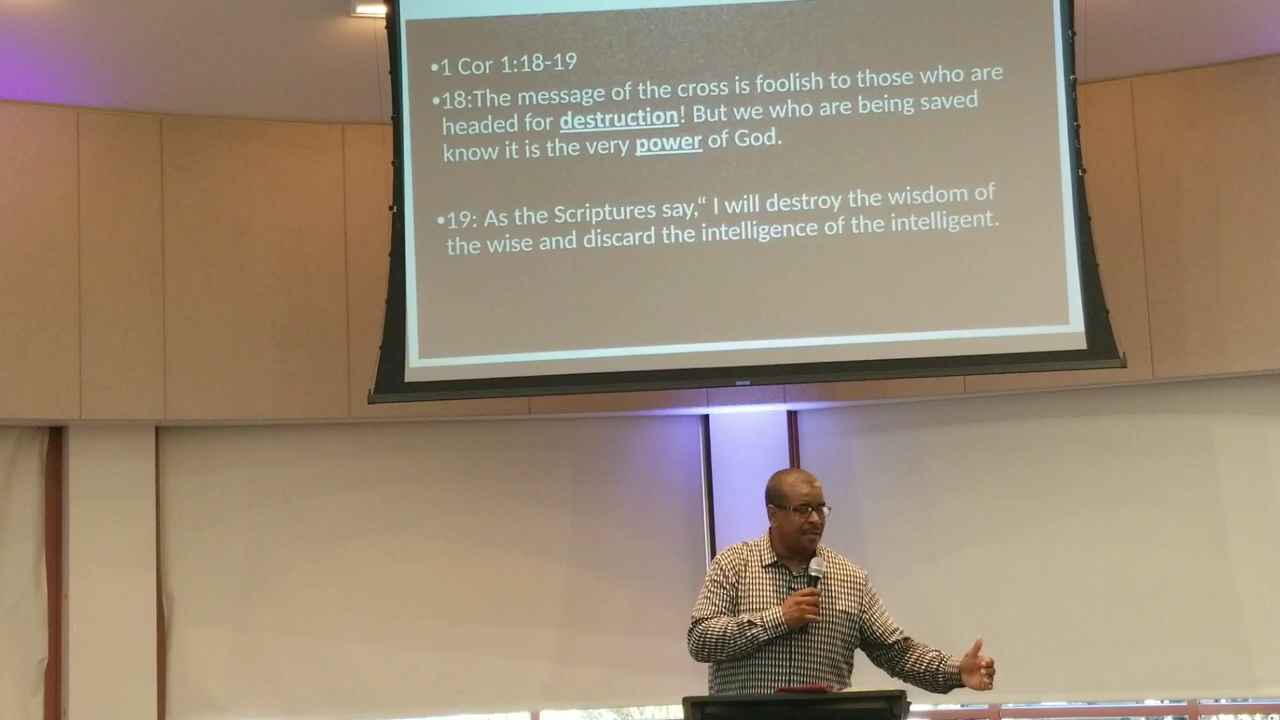 •1 Cor 1:18-19
•18:The message of the cross is foolish to those who are
headed for destruction! But we who are being saved
know it is the very power of God.
•19: As the Scriptures say,“ I will destroy the wisdom of
the wise and discard the intelligence of the intelligent.